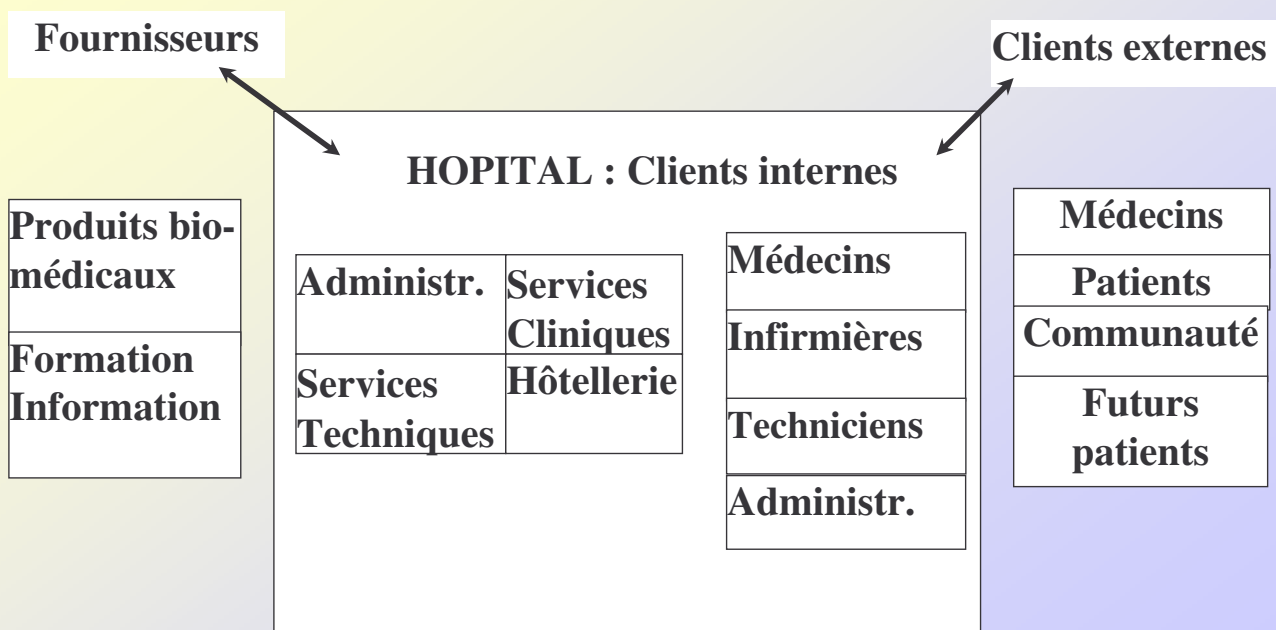 Fournisseurs
Clients externes
HOPITAL : Clients internes
Produits bio-
médicaux
Formation
Information
Administr.
Services
Cliniques
Services
Techniques
Hôtellerie
Médecins
Infirmières
Techniciens
Administr.
Médecins
Patients
Communauté
Futurs
patients